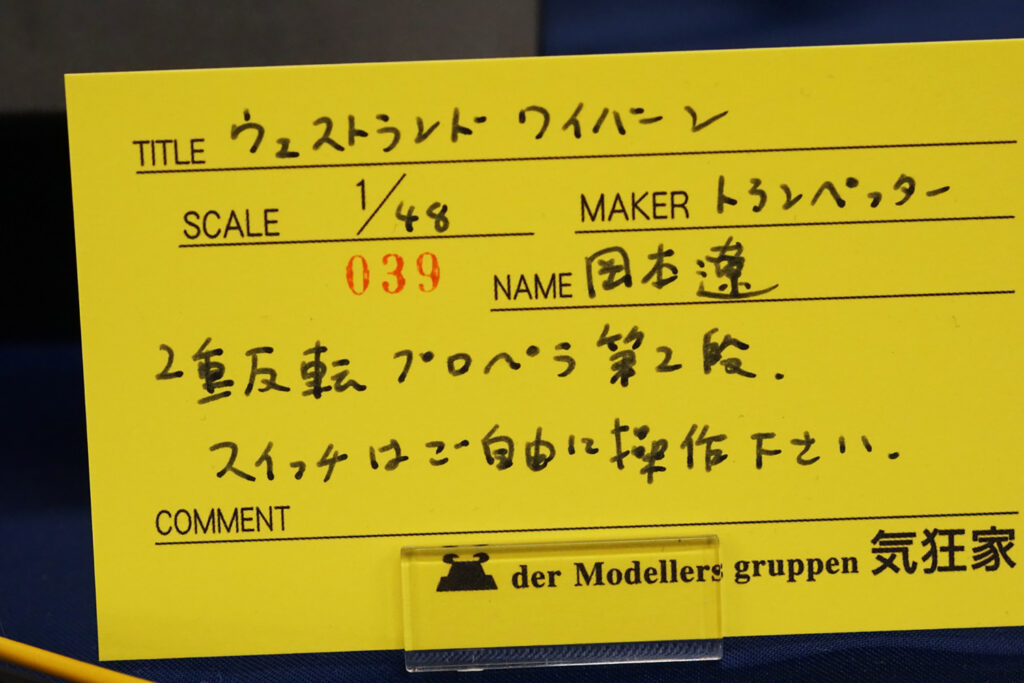 TITLE ウェストランド ワイバーン
SCALE 1/48 MAKER トランペッター
039 NAME 岡本遼
2重反転プロペラ第2段.
スイッチはご自由に操作下さい.
COMMENT
der Modellers gruppen 気狂家